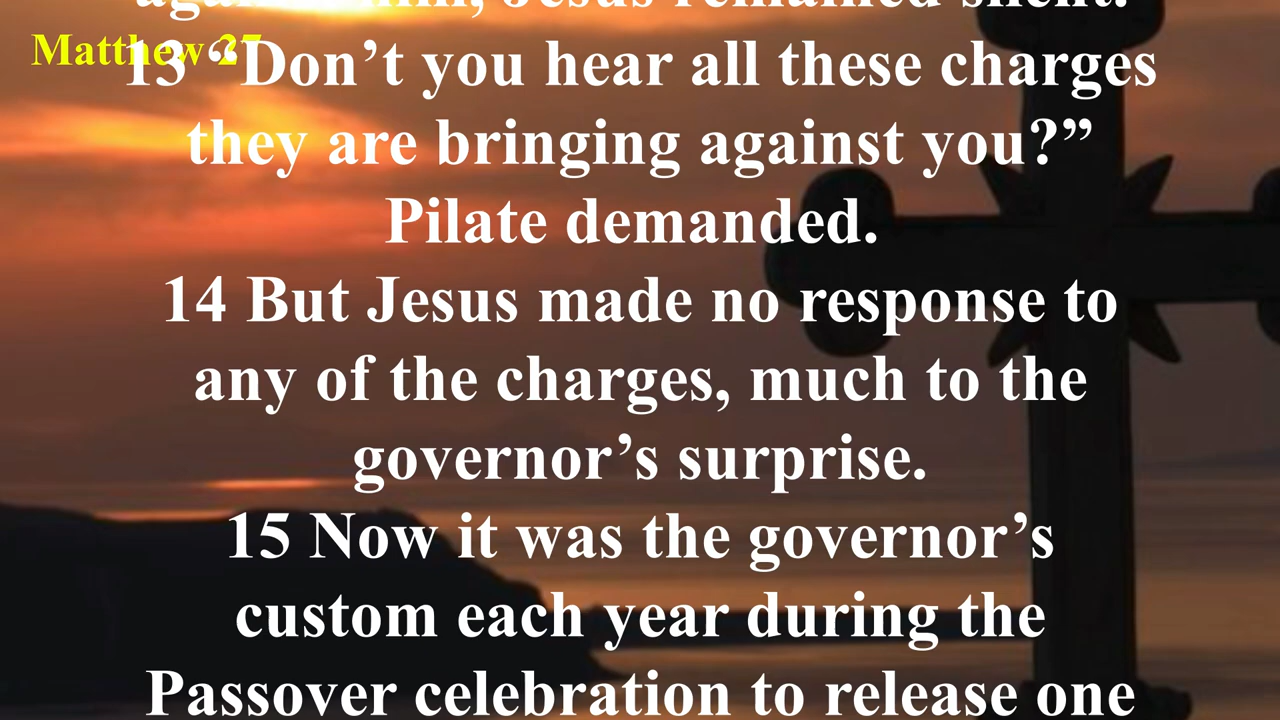 Matthew 27
against him, Jesus remained silent.
13 “Don’t you hear all these charges
they are bringing against you?”
Pilate demanded.
14 But Jesus made no response to
any of the charges, much to the
governor’s surprise.
15 Now it was the governor’s
custom each year during the
Passover celebration to release one